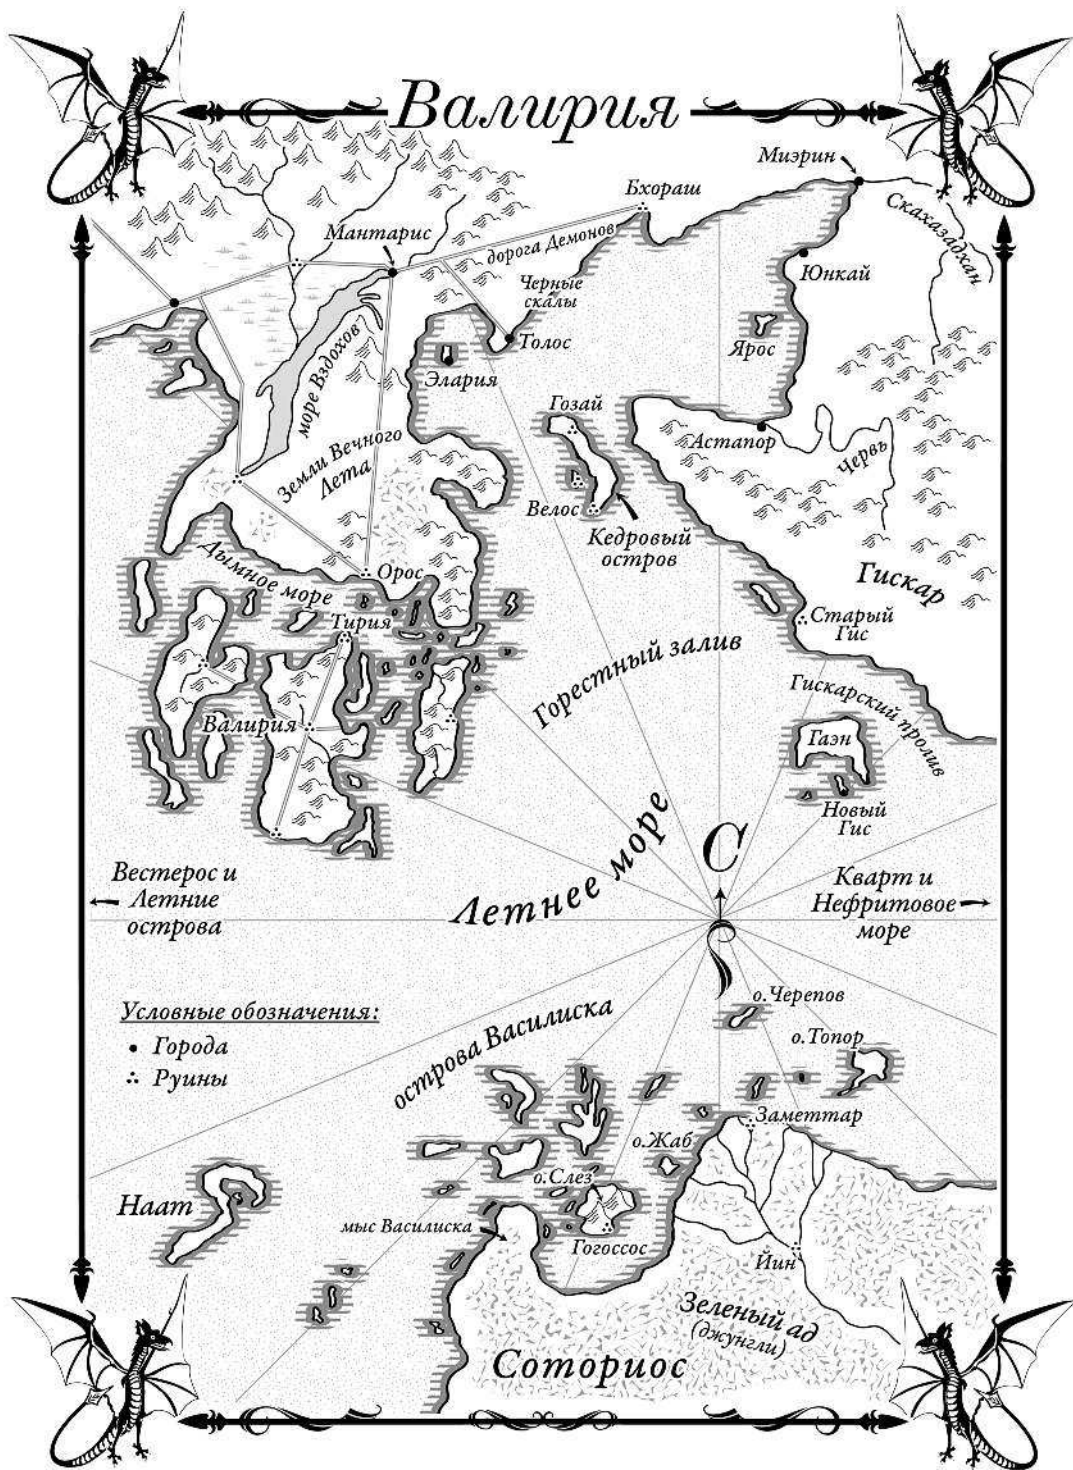 Валирия
Миэрин
Бхораш
Скахазадхан
Мантарис
дорога Демонов
Юнкай
Черные
скалы
Толос
Ярос
Элария
море Вздохов
Гозай
Астапор
Червь
Земли Вечного
Лета
Велос
Кедровый
остров
Гискар
Дымное море
Орос
Тирия
Старый
Гис
Горестный залив
Гискарский пролив
Валирия
Гаэн
Новый
Гис
Летнее море
С
Вестерос и
Летние
острова
Кварт и
Нефритовое
море
о.Черепов
Условные обозначения:
Города
Руины
острова Василиска
о.Топор
Заметтар
о.Жаб
о.Слез
Наат
мыс Василиска
Гогоссос
Йин
Зеленый ад
(джунгли)
Соториос